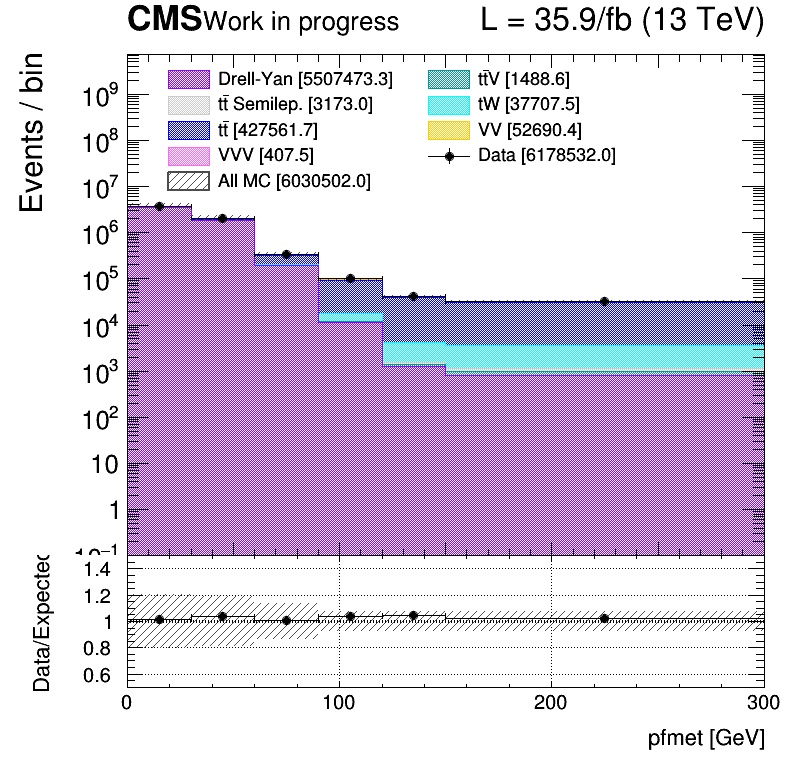 CMS Work in progress L = 35.9/fb (13 TeV)
Events / bin
Drell-Yan [5507473.3]
tt̄ Semilep. [3173.0]
tt̄ [427561.7]
VVV [407.5]
All MC [6030502.0]
tt̄V [1488.6]
tW [37707.5]
VV [52690.4]
Data [6178532.0]
10⁹
10⁸
10⁷
10⁶
10⁵
10⁴
10³
10²
10
1
10⁻¹
Data/Expected
1.4
1.2
1
0.8
0.6
0 100 200 300
pfmet [GeV]